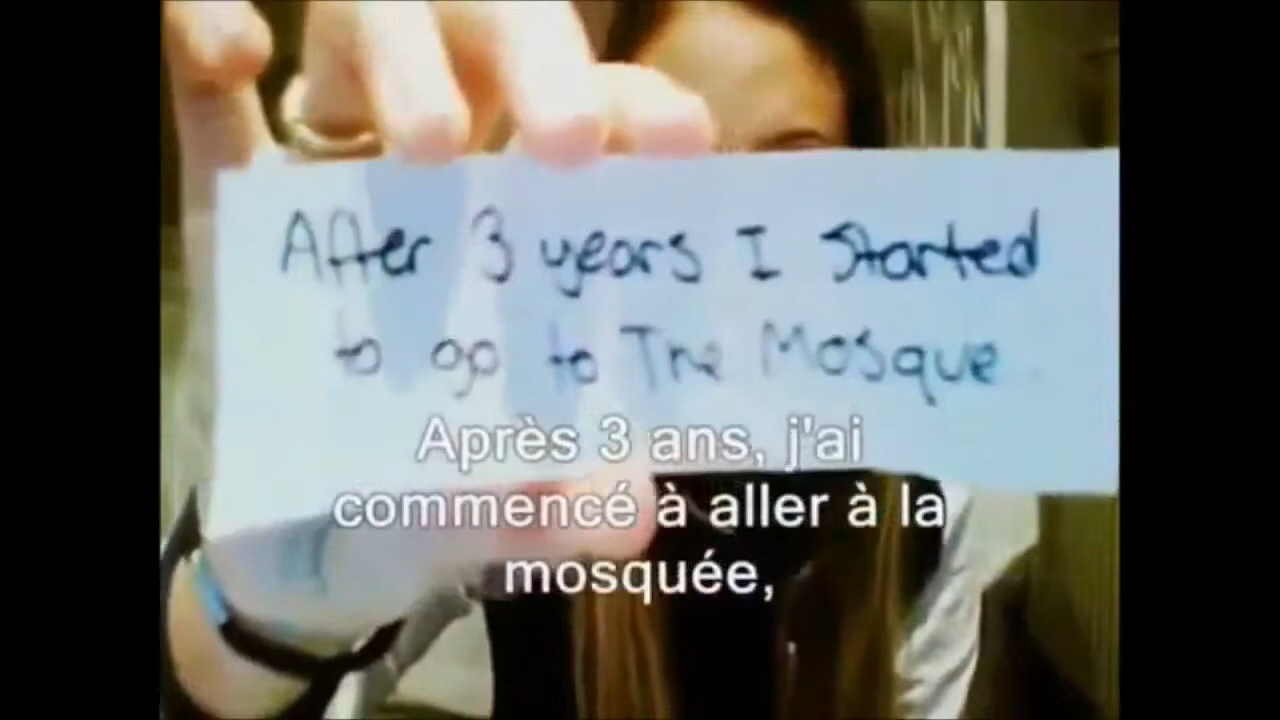 After 3 years I started
to go to The Mosque
Après 3 ans, j'ai
commencé à aller à la
mosquée,